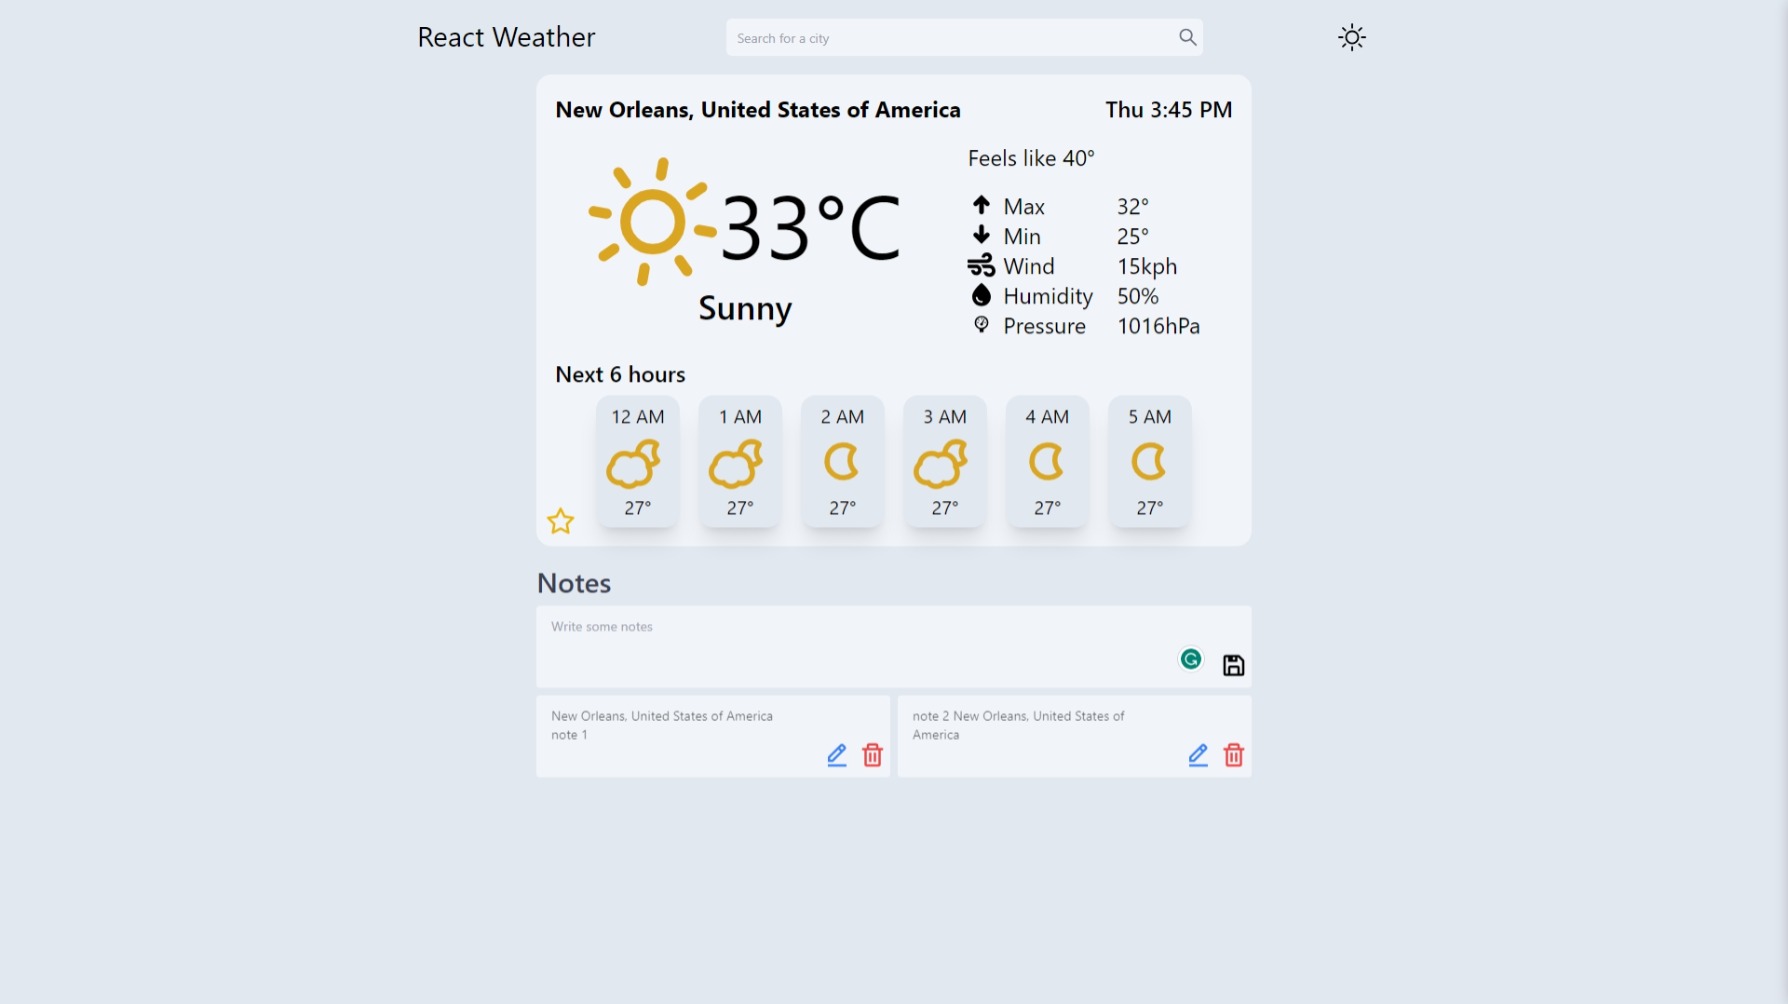 React Weather
Search for a city
New Orleans, United States of America
Thu 3:45 PM
33°C
Sunny
Feels like 40°
Max 32°
Min 25°
Wind 15kph
Humidity 50%
Pressure 1016hPa
Next 6 hours
12 AM 1 AM 2 AM 3 AM 4 AM 5 AM
27° 27° 27° 27° 27° 27°
Notes
Write some notes
New Orleans, United States of America
note 1
note 2 New Orleans, United States of
America